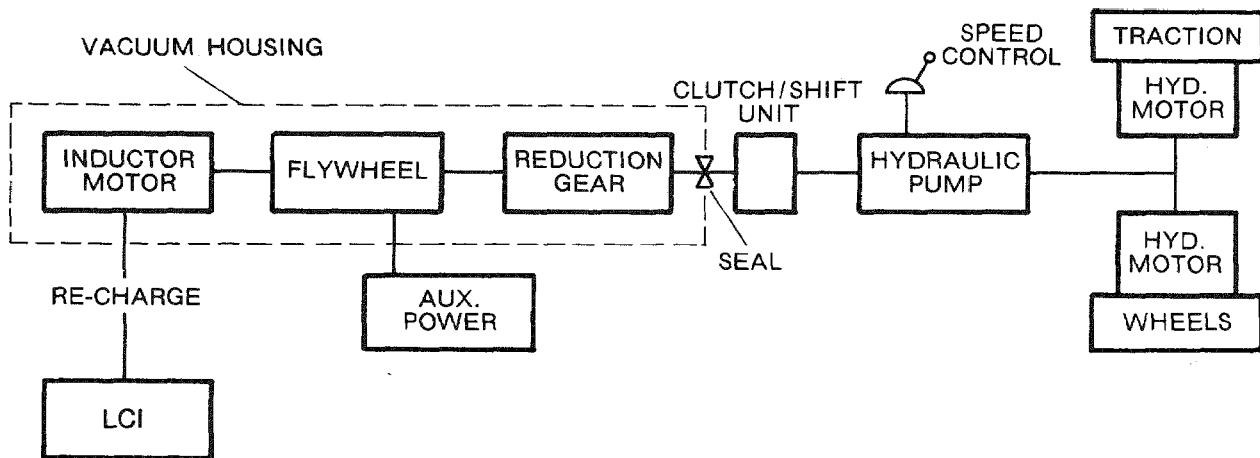 VACUUM HOUSING
INDUCTOR
MOTOR
FLYWHEEL
REDUCTION
GEAR
CLUTCH/SHIFT
UNIT
SPEED
CONTROL
HYDRAULIC
PUMP
TRACTION
HYD.
MOTOR
HYD.
MOTOR
WHEELS
SEAL
RE-CHARGE
AUX.
POWER
LCI